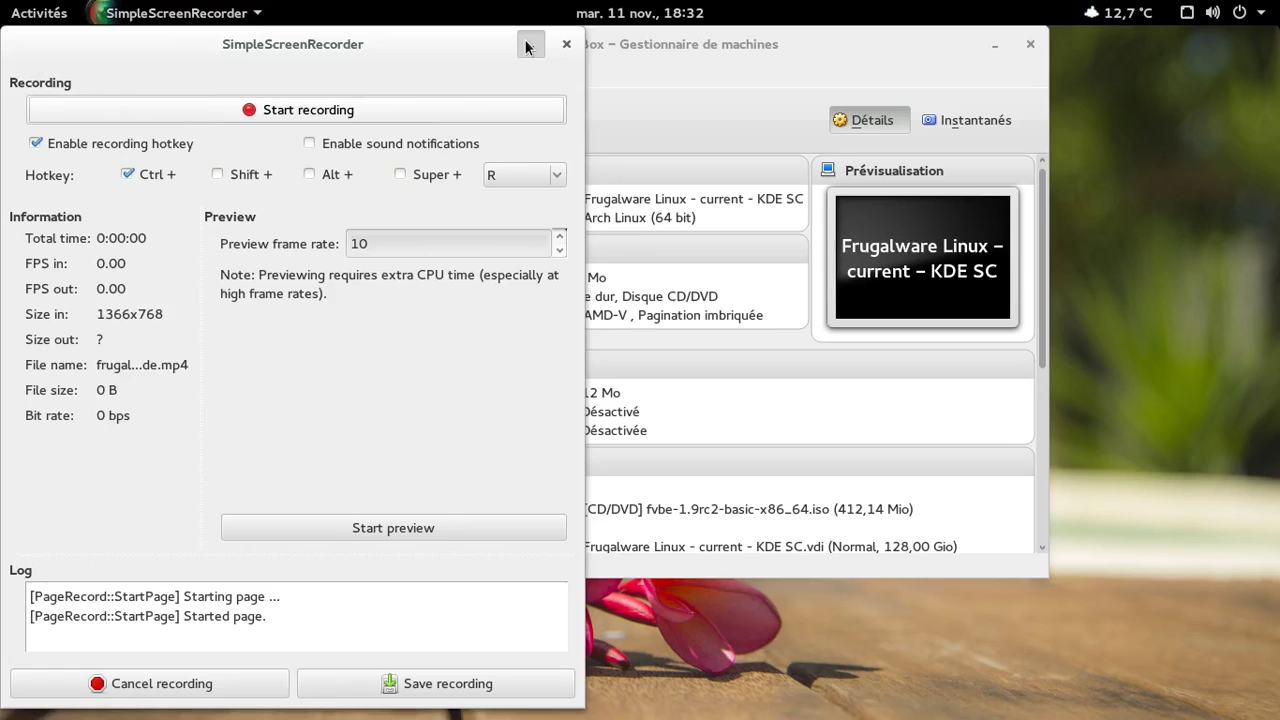 Activités
SimpleScreenRecorder
mar. 11 nov., 18:32
12,7 °C
SimpleScreenRecorder
Recording
Start recording
Enable recording hotkey
Enable sound notifications
Hotkey:
Ctrl +
Shift +
Alt +
Super +
R
Information
Total time: 0:00:00
FPS in: 0.00
FPS out: 0.00
Size in: 1366x768
Size out: ?
File name: frugal...de.mp4
File size: 0 B
Bit rate: 0 bps
Preview
Preview frame rate: 10
Note: Previewing requires extra CPU time (especially at
high frame rates).
Start preview
Log
[PageRecord::StartPage] Starting page ...
[PageRecord::StartPage] Started page.
Cancel recording
Save recording
Box – Gestionnaire de machines
Détails
Instantanés
Frugalware Linux - current - KDE SC
Arch Linux (64 bit)
Mo
e dur, Disque CD/DVD
AMD-V , Pagination imbriquée
Prévisualisation
Frugalware Linux –
current – KDE SC
12 Mo
Désactivé
Désactivée
[CD/DVD] fvbe-1.9rc2-basic-x86_64.iso (412,14 Mio)
Frugalware Linux - current - KDE SC.vdi (Normal, 128,00 Gio)